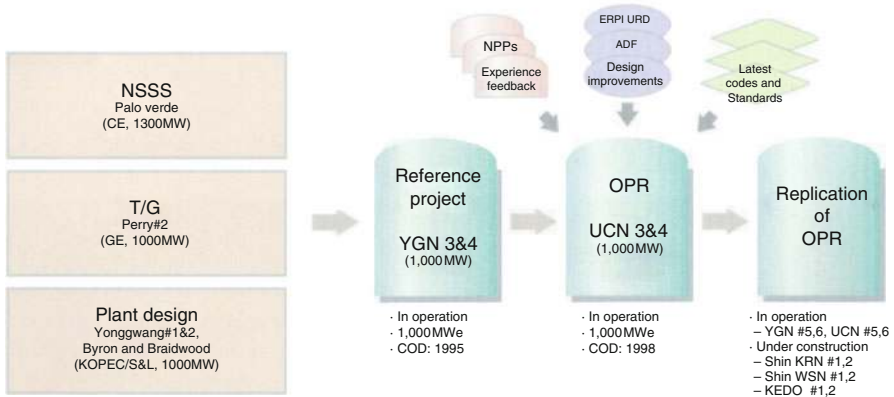 NSSS
Palo verde
(CE, 1300MW)
T/G
Perry#2
(GE, 1000MW)
Plant design
Yonggwang#1&2,
Byron and Braidwood
(KOPEC/S&L, 1000MW)
Reference
project
YGN 3&4
(1,000MW)
· In operation
· 1,000MWe
· COD: 1995
NPPs
Experience
feedback
ERPI URD
ADF
Design
improvements
Latest
codes and
Standards
OPR
UCN 3&4
(1,000MW)
· In operation
· 1,000MWe
· COD: 1998
Replication
of
OPR
· In operation
– YGN #5,6, UCN #5,6
· Under construction
– Shin KRN #1,2
– Shin WSN #1,2
– KEDO #1,2